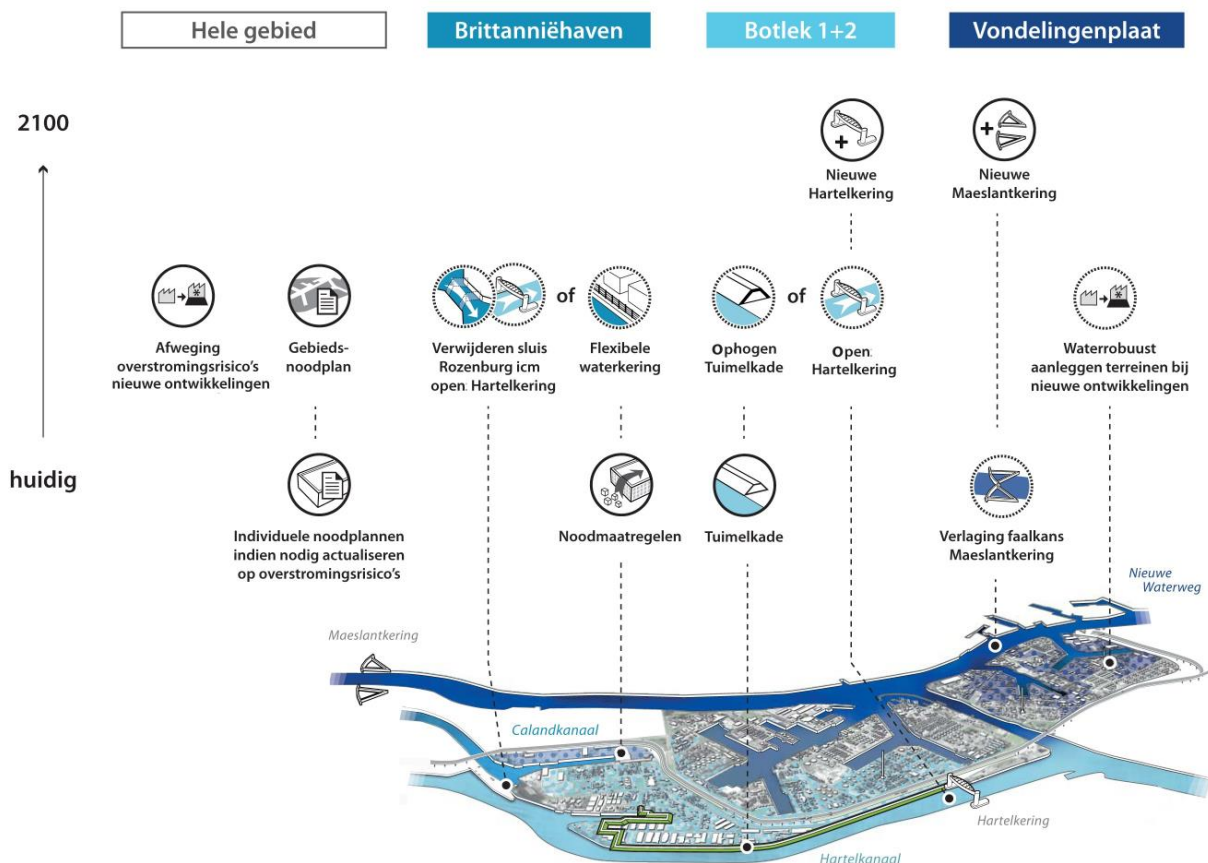 Hele gebied
Brittanniëhaven
Botlek 1+2
Vondelingenplaat
2100
Nieuwe
Hartelkering
Nieuwe
Maeslantkering
of
of
Afweging
overstromingsrisico's
nieuwe ontwikkelingen
Gebieds-
noodplan
Verwijderen sluis
Rozenburg icm
open: Hartelkering
Flexibele
waterkering
Ophogen
Tuimelkade
Open:
Hartelkering
Waterrobuust
aanleggen terreinen bij
nieuwe ontwikkelingen
huidig
Individuele noodplannen
indien nodig actualiseren
op overstromingsrisico's
Noodmaatregelen
Tuimelkade
Verlaging faalkans
Maeslantkering
Nieuwe
Waterweg
Maeslantkering
Calandkanaal
Hartelkering
Hartelkanaal